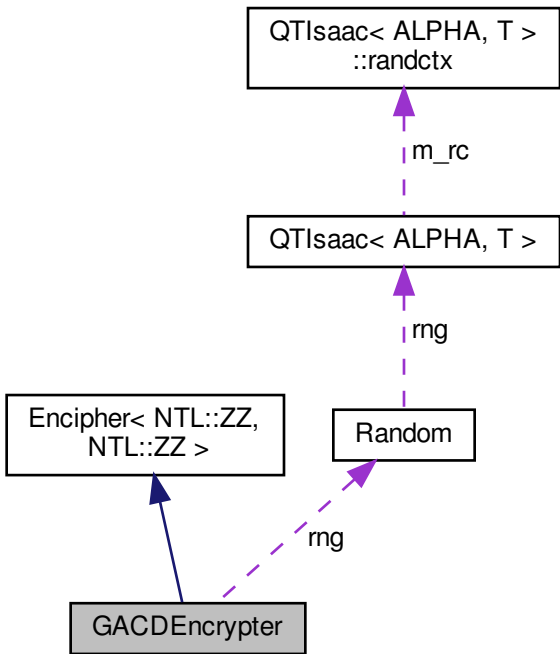 QTIsaac< ALPHA, T >
::randctx
m_rc
QTIsaac< ALPHA, T >
rng
Encipher< NTL::ZZ,
NTL::ZZ >
Random
rng
GACDEncrypter